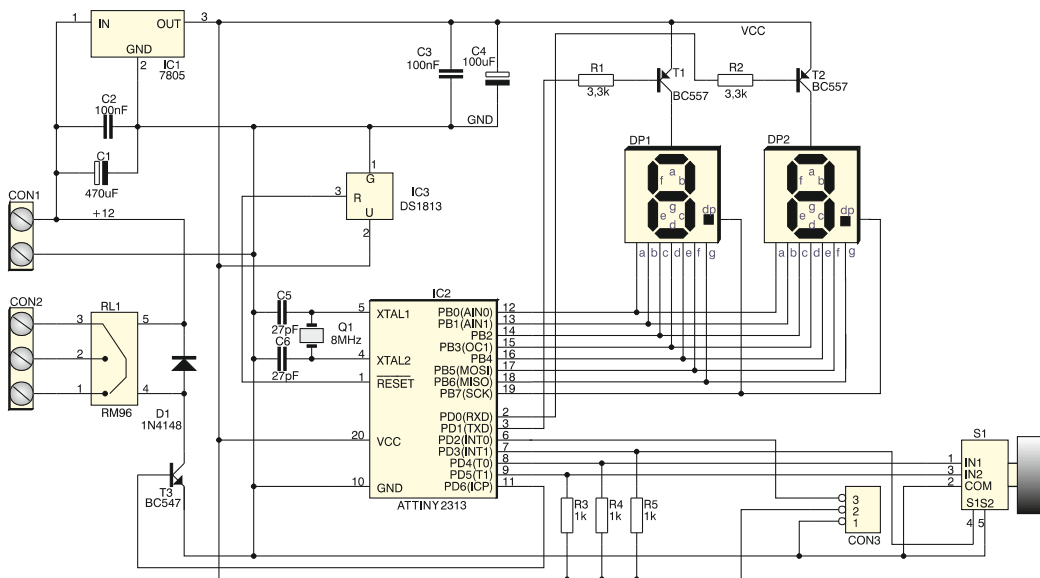 1 IN OUT 3
GND
2 IC1
7805
C2
100nF
C1
470uF
C3
100nF
C4
100uF
GND
VCC
R1
3,3k
T1
BC557
R2
3,3k
T2
BC557
DP1
a
f b
g
e c
d
dp
a b c d e f g
DP2
a
f b
g
e c
d
dp
a b c d e f g
CON1
+12
1
G
3 R
U
2
IC3
DS1813
CON2
3
2
1
RL1
5
4
RM96
D1
1N4148
T3
BC547
C5
27pF
C6
27pF
Q1
8MHz
IC2
5 XTAL1
4 XTAL2
1 RESET
20 VCC
10 GND
PB0(AIN0) 12
PB1(AIN1) 13
PB2 14
PB3(OC1) 15
PB4 16
PB5(MOSI) 17
PB6(MISO) 18
PB7(SCK) 19
PD0(RXD) 2
PD1(TXD) 3
PD2(INT0) 6
PD3(INT1) 7
PD4(T0) 8
PD5(T1) 9
PD6(ICP) 11
ATTINY2313
R3
1k
R4
1k
R5
1k
3
2
1
CON3
S1
1 IN1
3 IN2
2 COM
S1S2
4 5